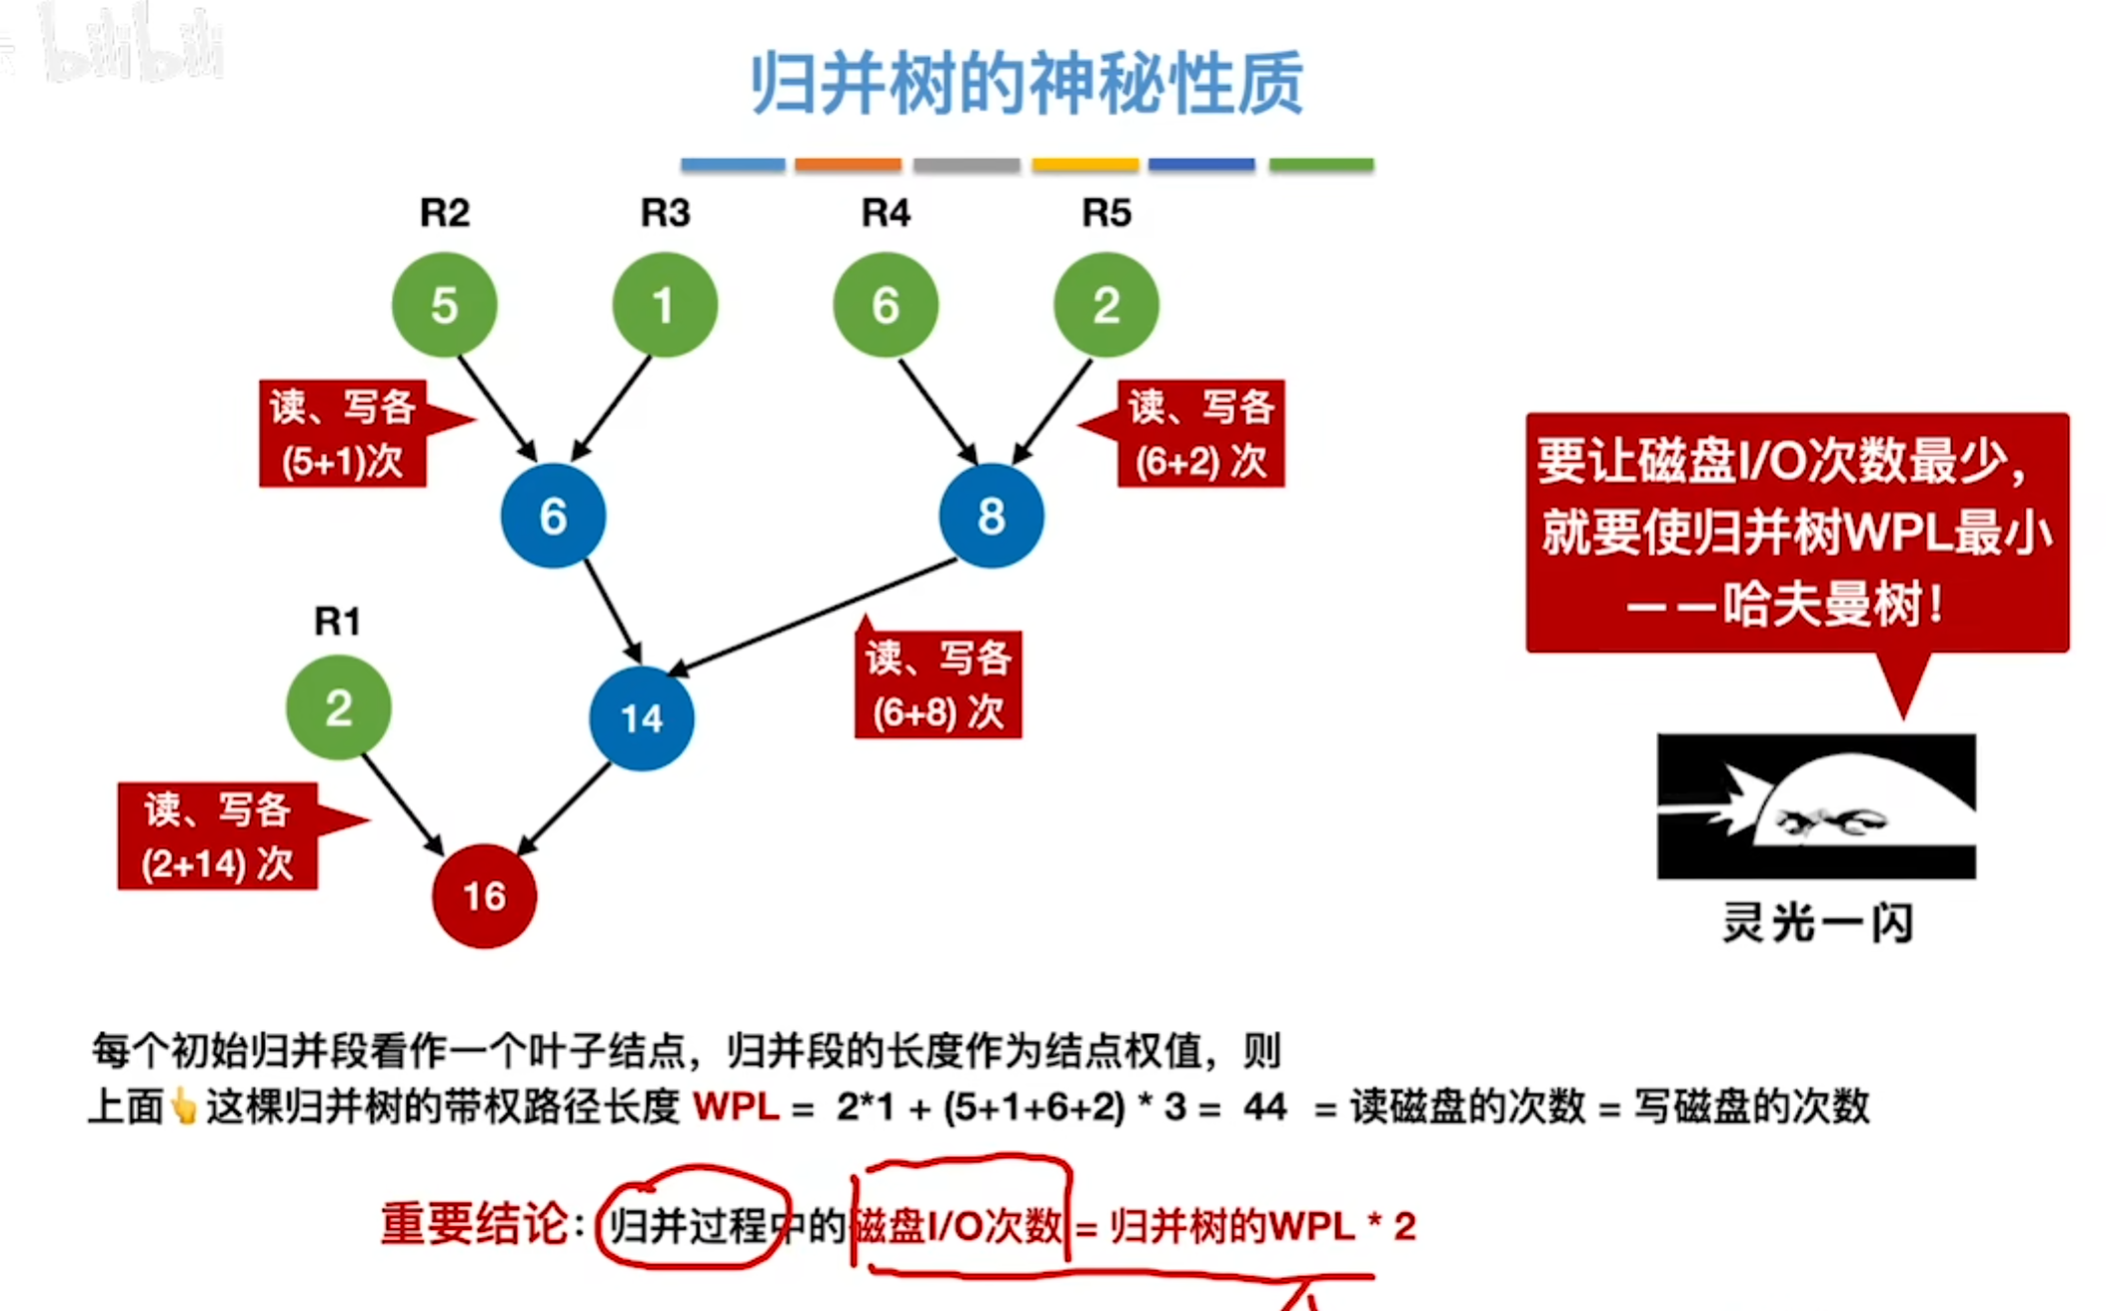 bilibili
归并树的神秘性质
R2 R3 R4 R5
5 1 6 2
读、写各
(5+1)次
读、写各
(6+2) 次
6 8
要让磁盘I/O次数最少，
就要使归并树WPL最小
——哈夫曼树！
R1
2 14
读、写各
(6+8) 次
读、写各
(2+14) 次
16
灵光一闪
每个初始归并段看作一个叶子结点，归并段的长度作为结点权值，则
上面👆这棵归并树的带权路径长度 WPL = 2*1 + (5+1+6+2) * 3 = 44 = 读磁盘的次数 = 写磁盘的次数
重要结论：归并过程中的磁盘I/O次数 = 归并树的WPL * 2